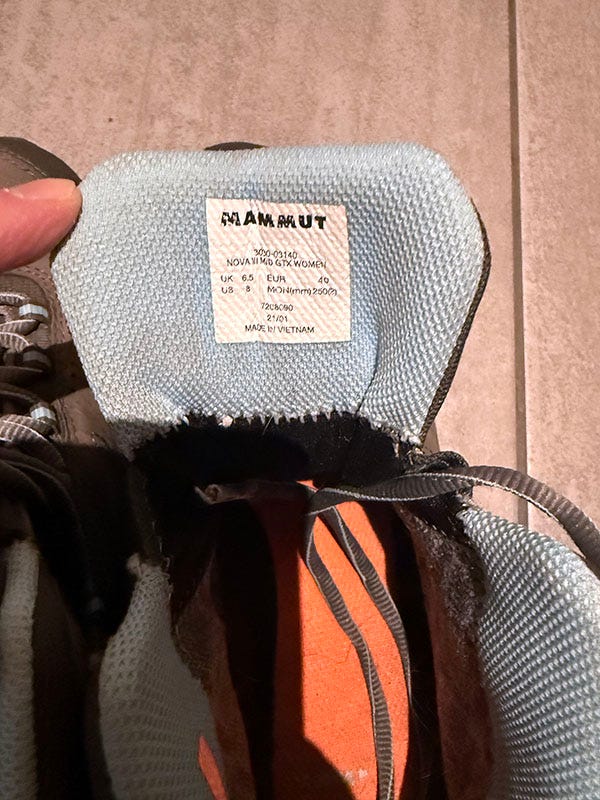 MAMMUT
3030-03140
NOVA III MID GTX WOMEN
UK 6.5 EUR 40
US 8 MON(mm) 250(2)
7208090
21/01
MADE IN VIETNAM